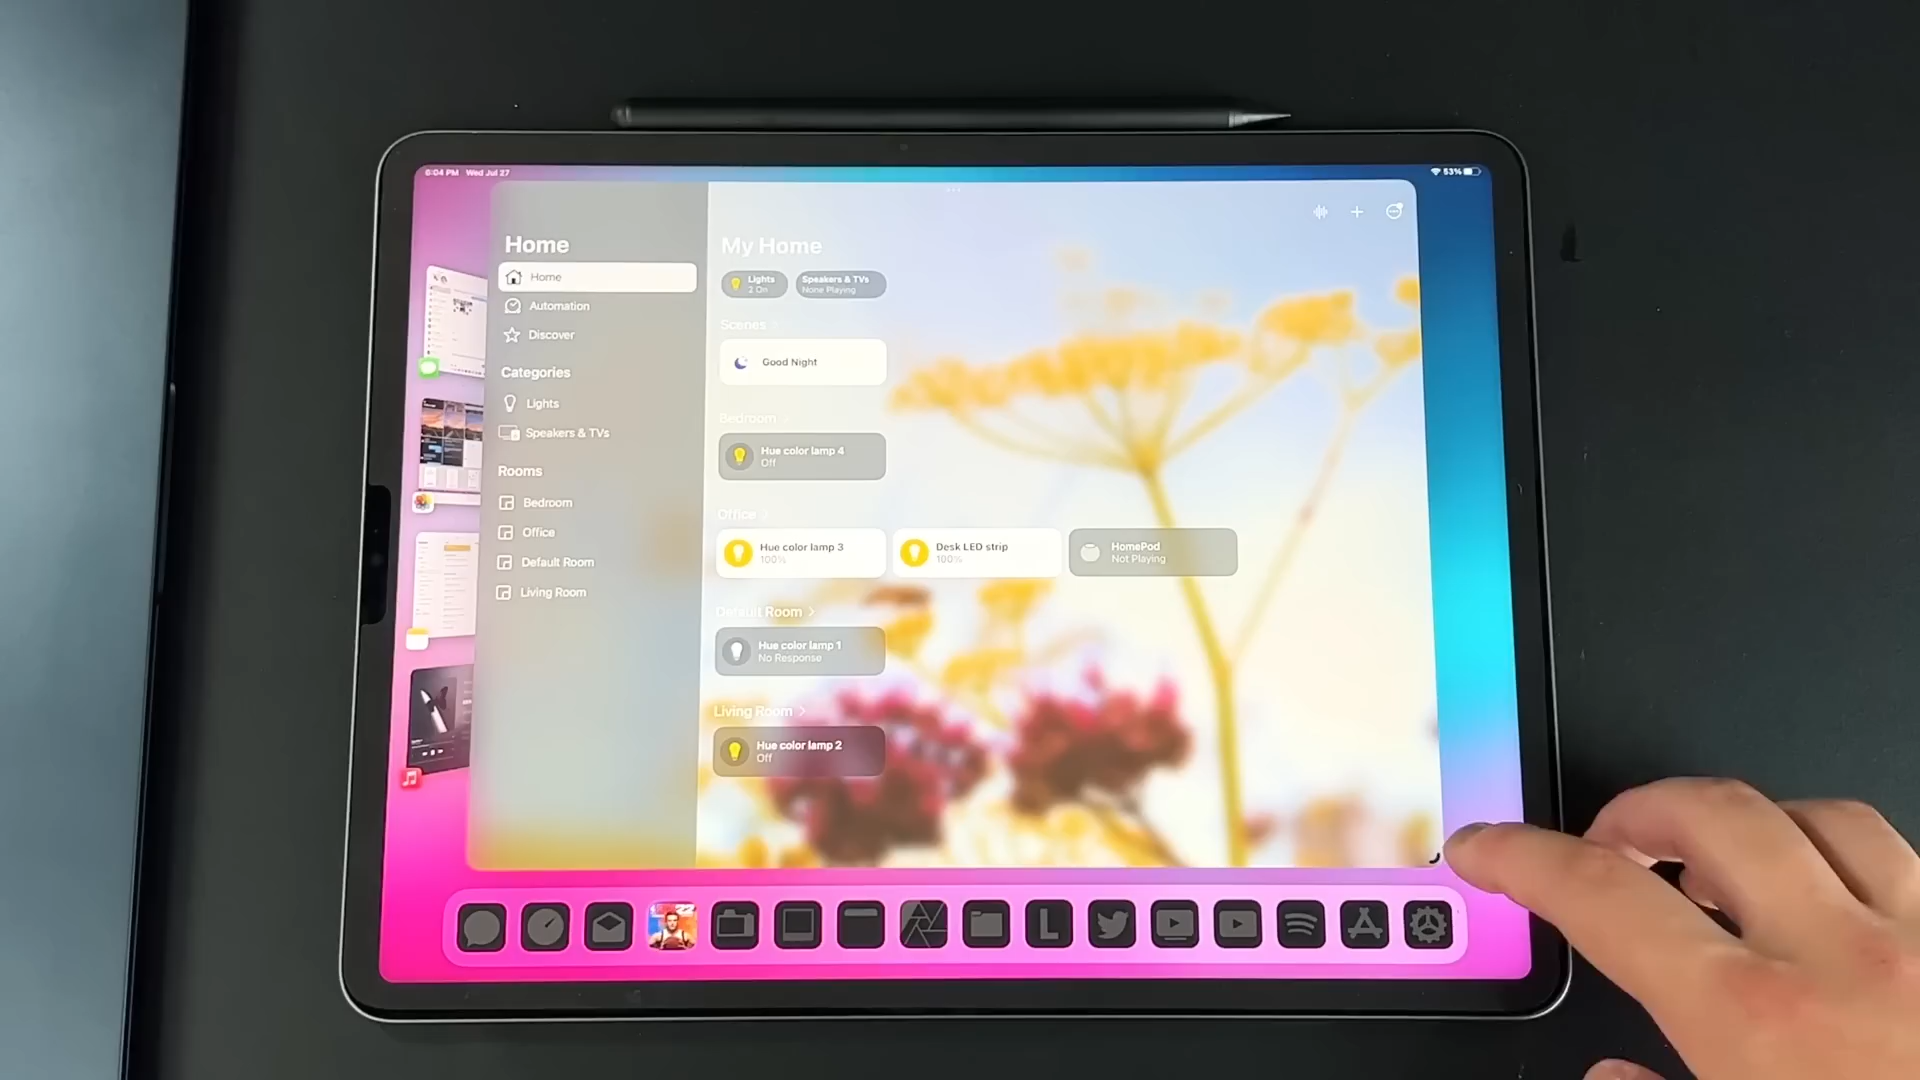 6:04 PM Wed Jul 27
53%
Home
Home
Automation
Discover
Categories
Lights
Speakers & TVs
Rooms
Bedroom
Office
Default Room
Living Room
My Home
Lights
2 On
Speakers & TVs
None Playing
Scenes >
Good Night
Bedroom >
Hue color lamp 4
Off
Office >
Hue color lamp 3
100%
Desk LED strip
100%
HomePod
Not Playing
Default Room >
Hue color lamp 1
No Response
Living Room >
Hue color lamp 2
Off
22
L